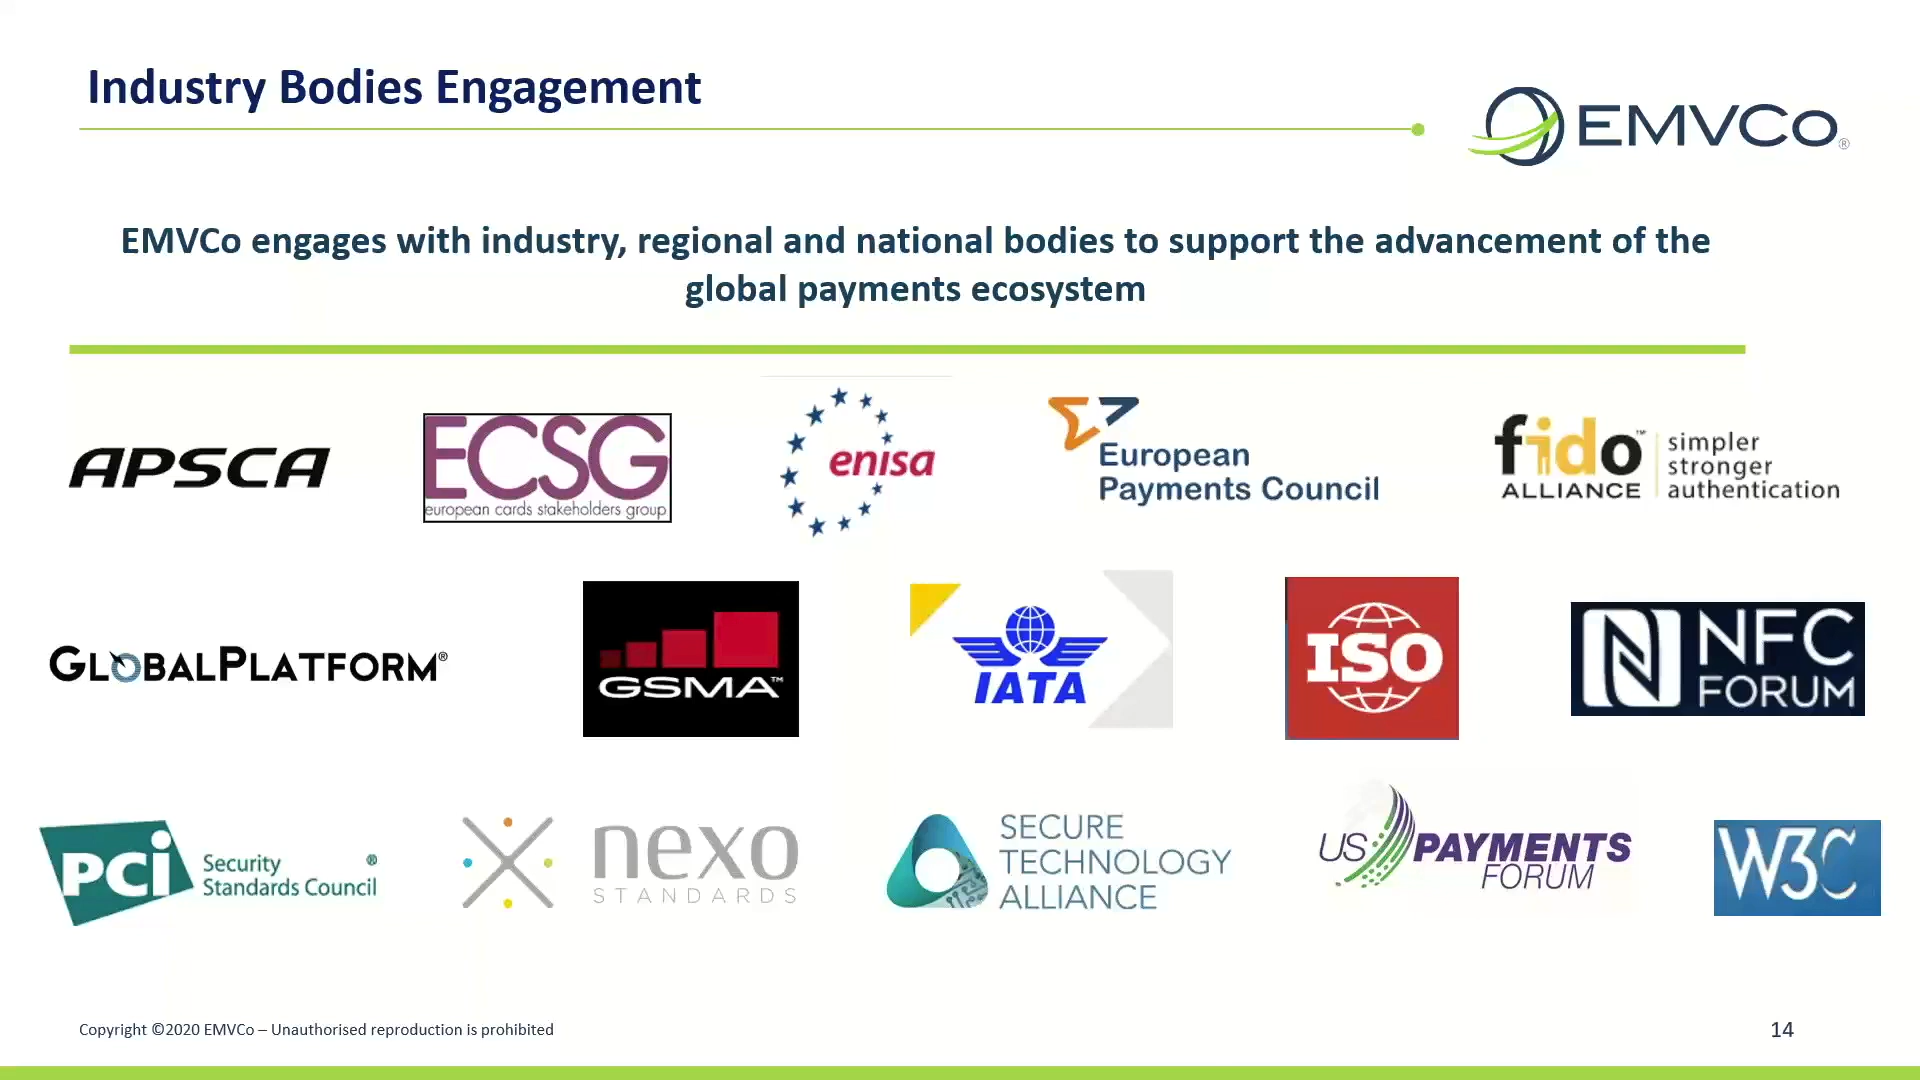 Industry Bodies Engagement
EMVCo®
EMVCo engages with industry, regional and national bodies to support the advancement of the
global payments ecosystem
APSCA
ECSG
european cards stakeholders group
enisa
European
Payments Council
fido™
ALLIANCE
simpler
stronger
authentication
GLOBALPLATFORM®
GSMA™
IATA
ISO
NFC
FORUM
PCi
Security ®
Standards Council
nexo
STANDARDS
SECURE
TECHNOLOGY
ALLIANCE
US PAYMENTS
FORUM
W3C
Copyright ©2020 EMVCo – Unauthorised reproduction is prohibited
14